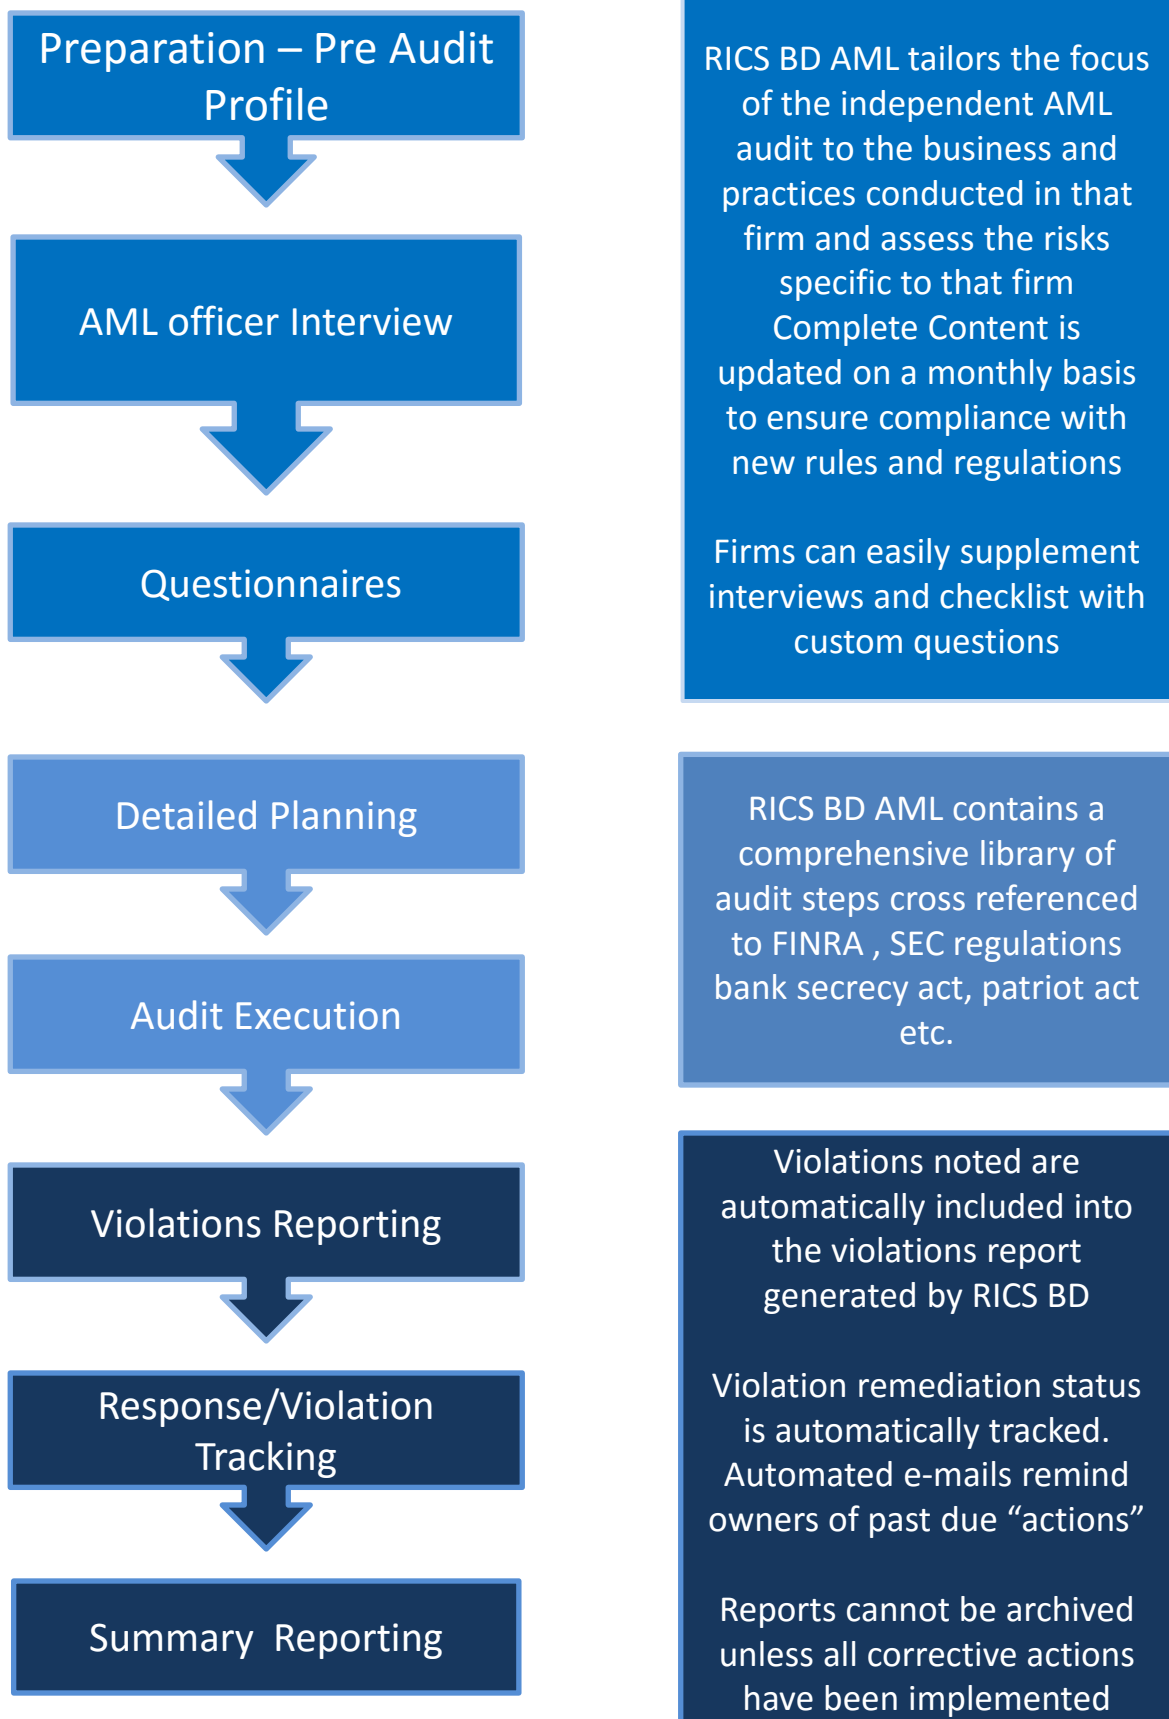 Preparation – Pre Audit
Profile
AML officer Interview
Questionnaires
Detailed Planning
Audit Execution
Violations Reporting
Response/Violation
Tracking
Summary  Reporting
RICS BD AML tailors the focus
of the independent AML
audit to the business and
practices conducted in that
firm and assess the risks
specific to that firm
Complete Content is
updated on a monthly basis
to ensure compliance with
new rules and regulations
Firms can easily supplement
interviews and checklist with
custom questions
RICS BD AML contains a
comprehensive library of
audit steps cross referenced
to FINRA , SEC regulations
bank secrecy act, patriot act
etc.
Violations noted are
automatically included into
the violations report
generated by RICS BD
Violation remediation status
is automatically tracked.
Automated e-mails remind
owners of past due “actions”
Reports cannot be archived
unless all corrective actions
have been implemented